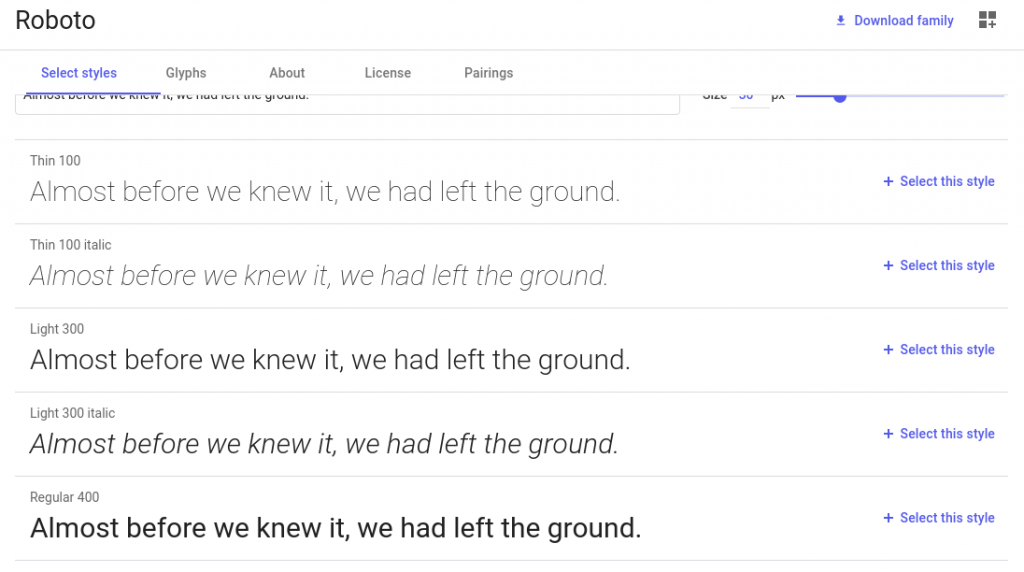 Roboto
Download family
Select styles Glyphs About License Pairings
Almost before we knew it, we had left the ground.
Size px
Thin 100
Almost before we knew it, we had left the ground.
+ Select this style
Thin 100 italic
Almost before we knew it, we had left the ground.
+ Select this style
Light 300
Almost before we knew it, we had left the ground.
+ Select this style
Light 300 italic
Almost before we knew it, we had left the ground.
+ Select this style
Regular 400
Almost before we knew it, we had left the ground.
+ Select this style